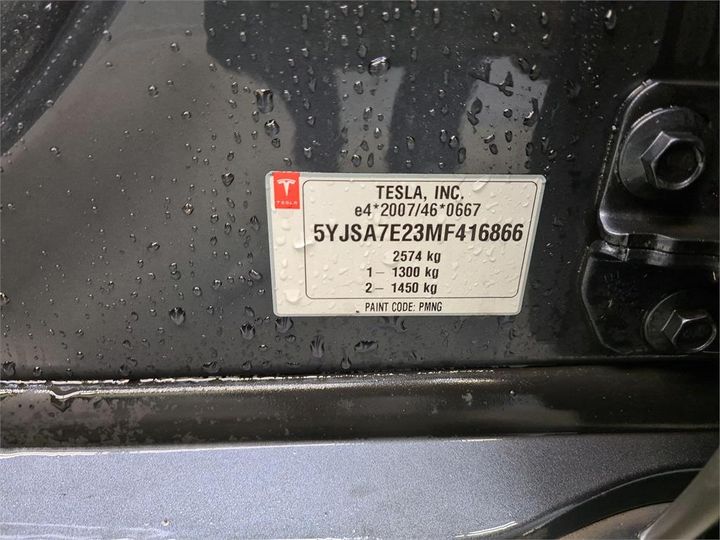 TESLA
TESLA, INC.
e4*2007/46*0667
5YJSA7E23MF416866
2574 kg
1– 1300 kg
2– 1450 kg
PAINT CODE: PMNG